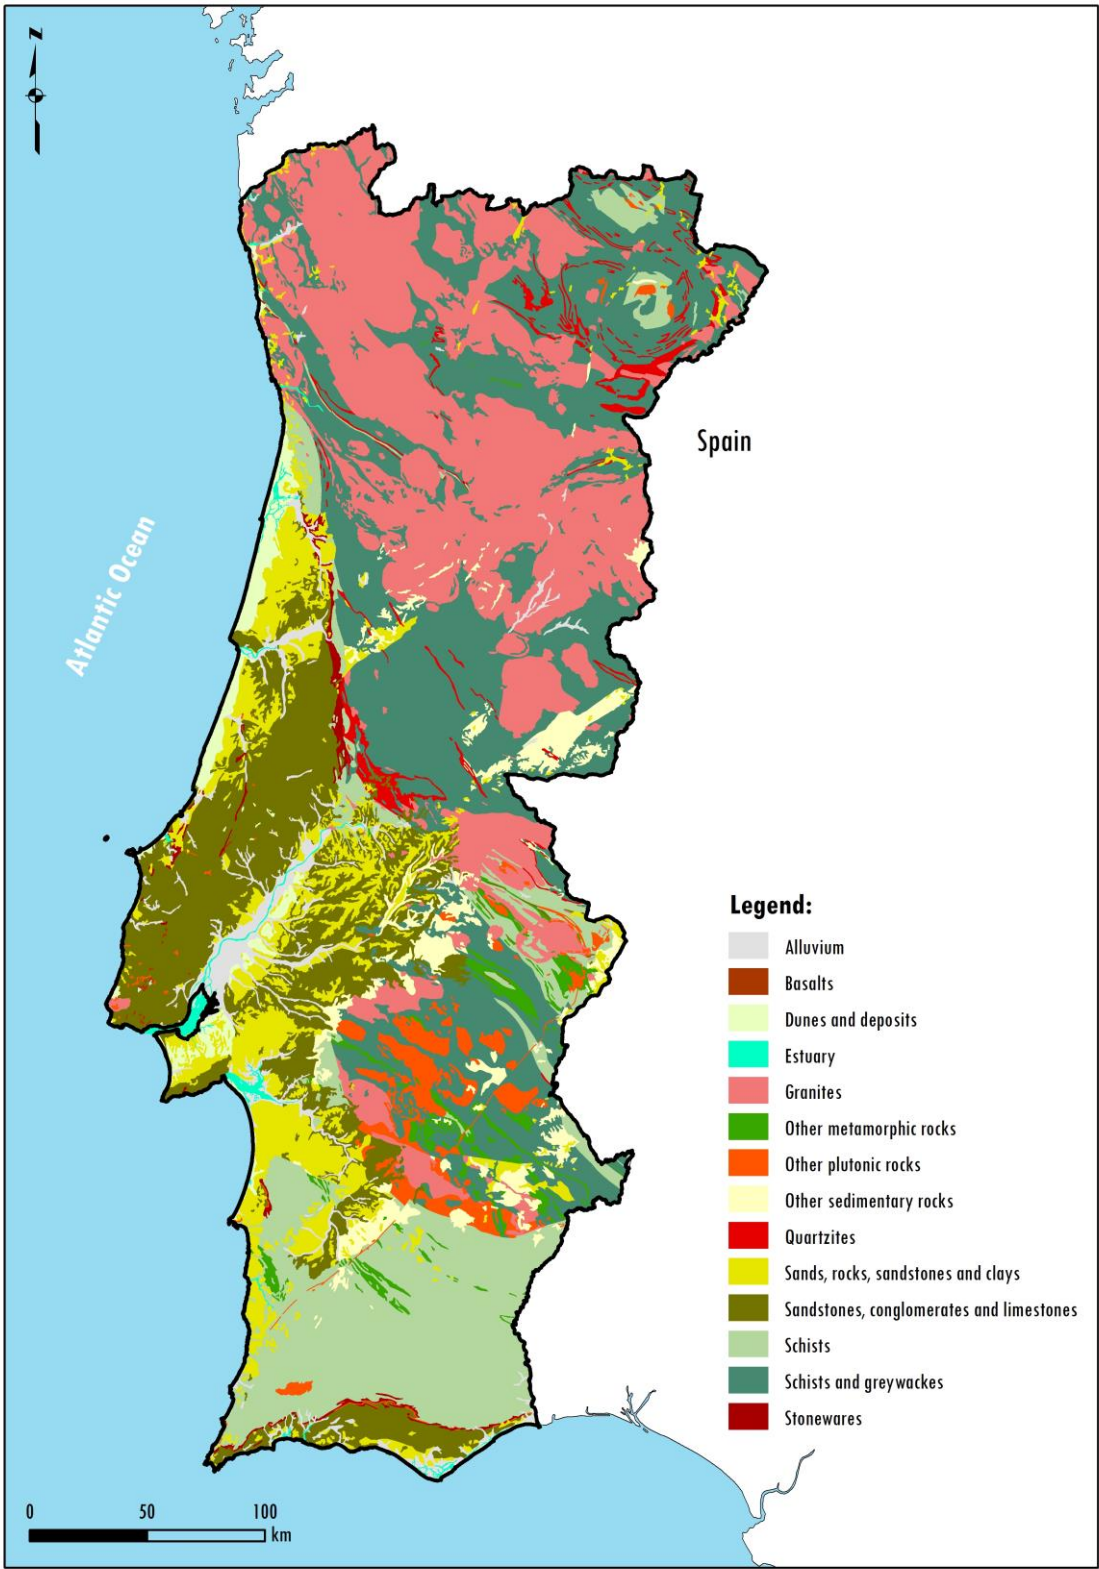 N
Spain
Atlantic Ocean
Legend:
Alluvium
Basalts
Dunes and deposits
Estuary
Granites
Other metamorphic rocks
Other plutonic rocks
Other sedimentary rocks
Quartzites
Sands, rocks, sandstones and clays
Sandstones, conglomerates and limestones
Schists
Schists and greywackes
Stonewares
0 50 100
km